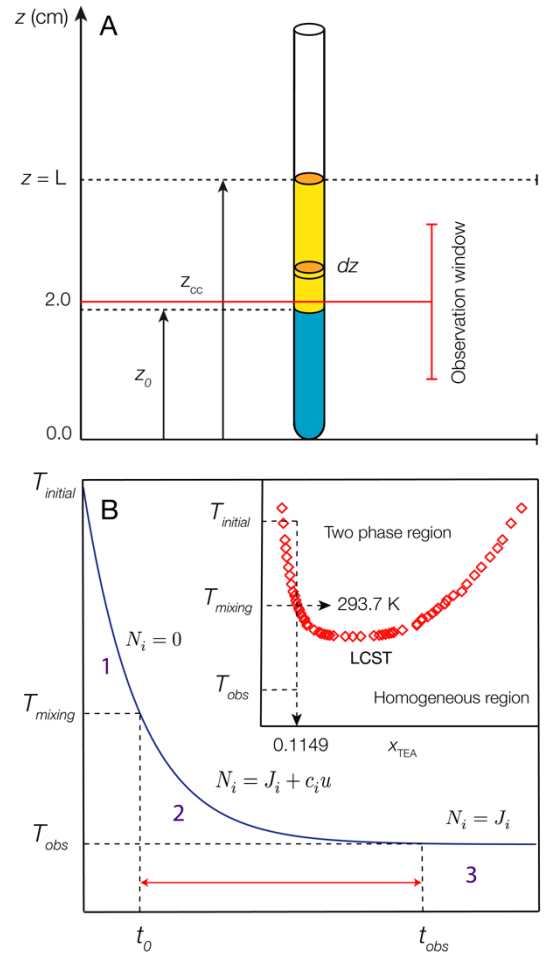 z (cm)
A
z = L
dz
z_cc
2.0
z_0
0.0
Observation window
B
T_initial
N_i = 0
1
T_mixing
N_i = J_i + c_i u
2
N_i = J_i
T_obs
3
t_0
t_obs
T_initial
Two phase region
T_mixing
293.7 K
LCST
T_obs
Homogeneous region
0.1149
x_TEA